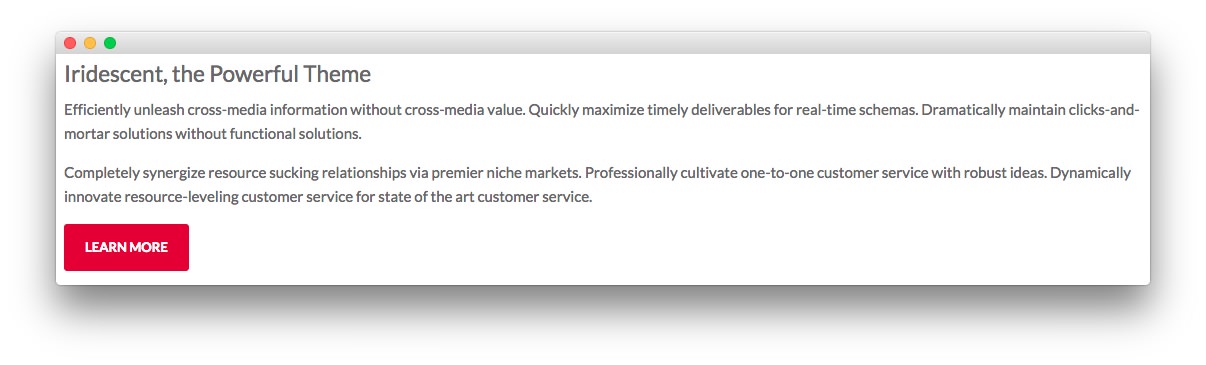 Iridescent, the Powerful Theme
Efficiently unleash cross-media information without cross-media value. Quickly maximize timely deliverables for real-time schemas. Dramatically maintain clicks-and-
mortar solutions without functional solutions.
Completely synergize resource sucking relationships via premier niche markets. Professionally cultivate one-to-one customer service with robust ideas. Dynamically
innovate resource-leveling customer service for state of the art customer service.
LEARN MORE